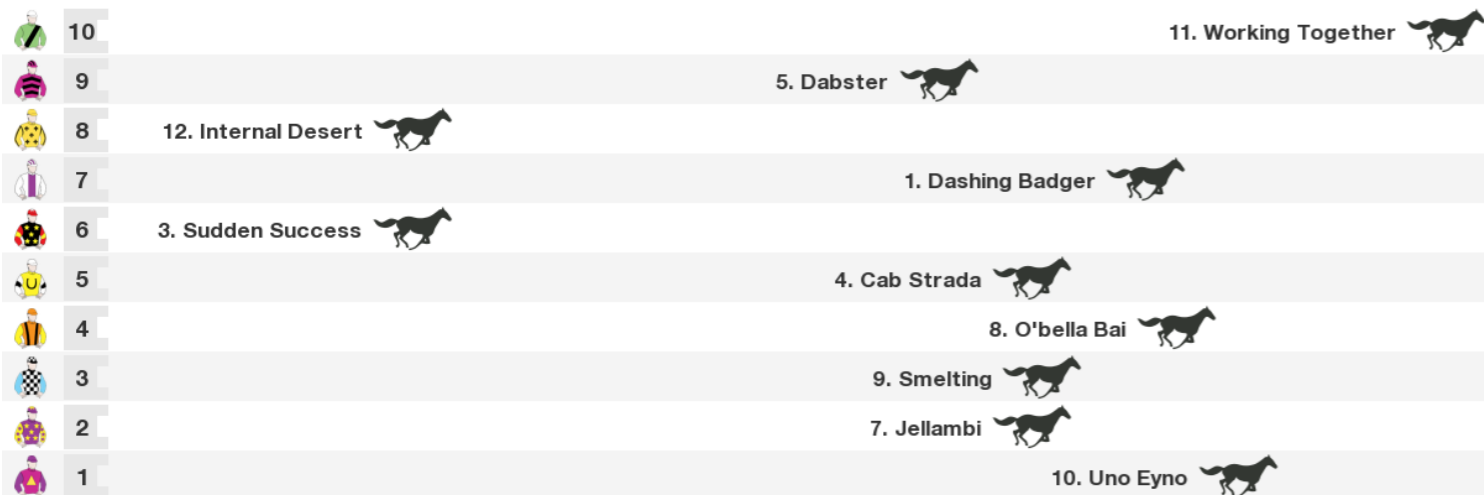 10 11. Working Together
9 5. Dabster
8 12. Internal Desert
7 1. Dashing Badger
6 3. Sudden Success
5 4. Cab Strada
4 8. O'bella Bai
3 9. Smelting
2 7. Jellambi
1 10. Uno Eyno